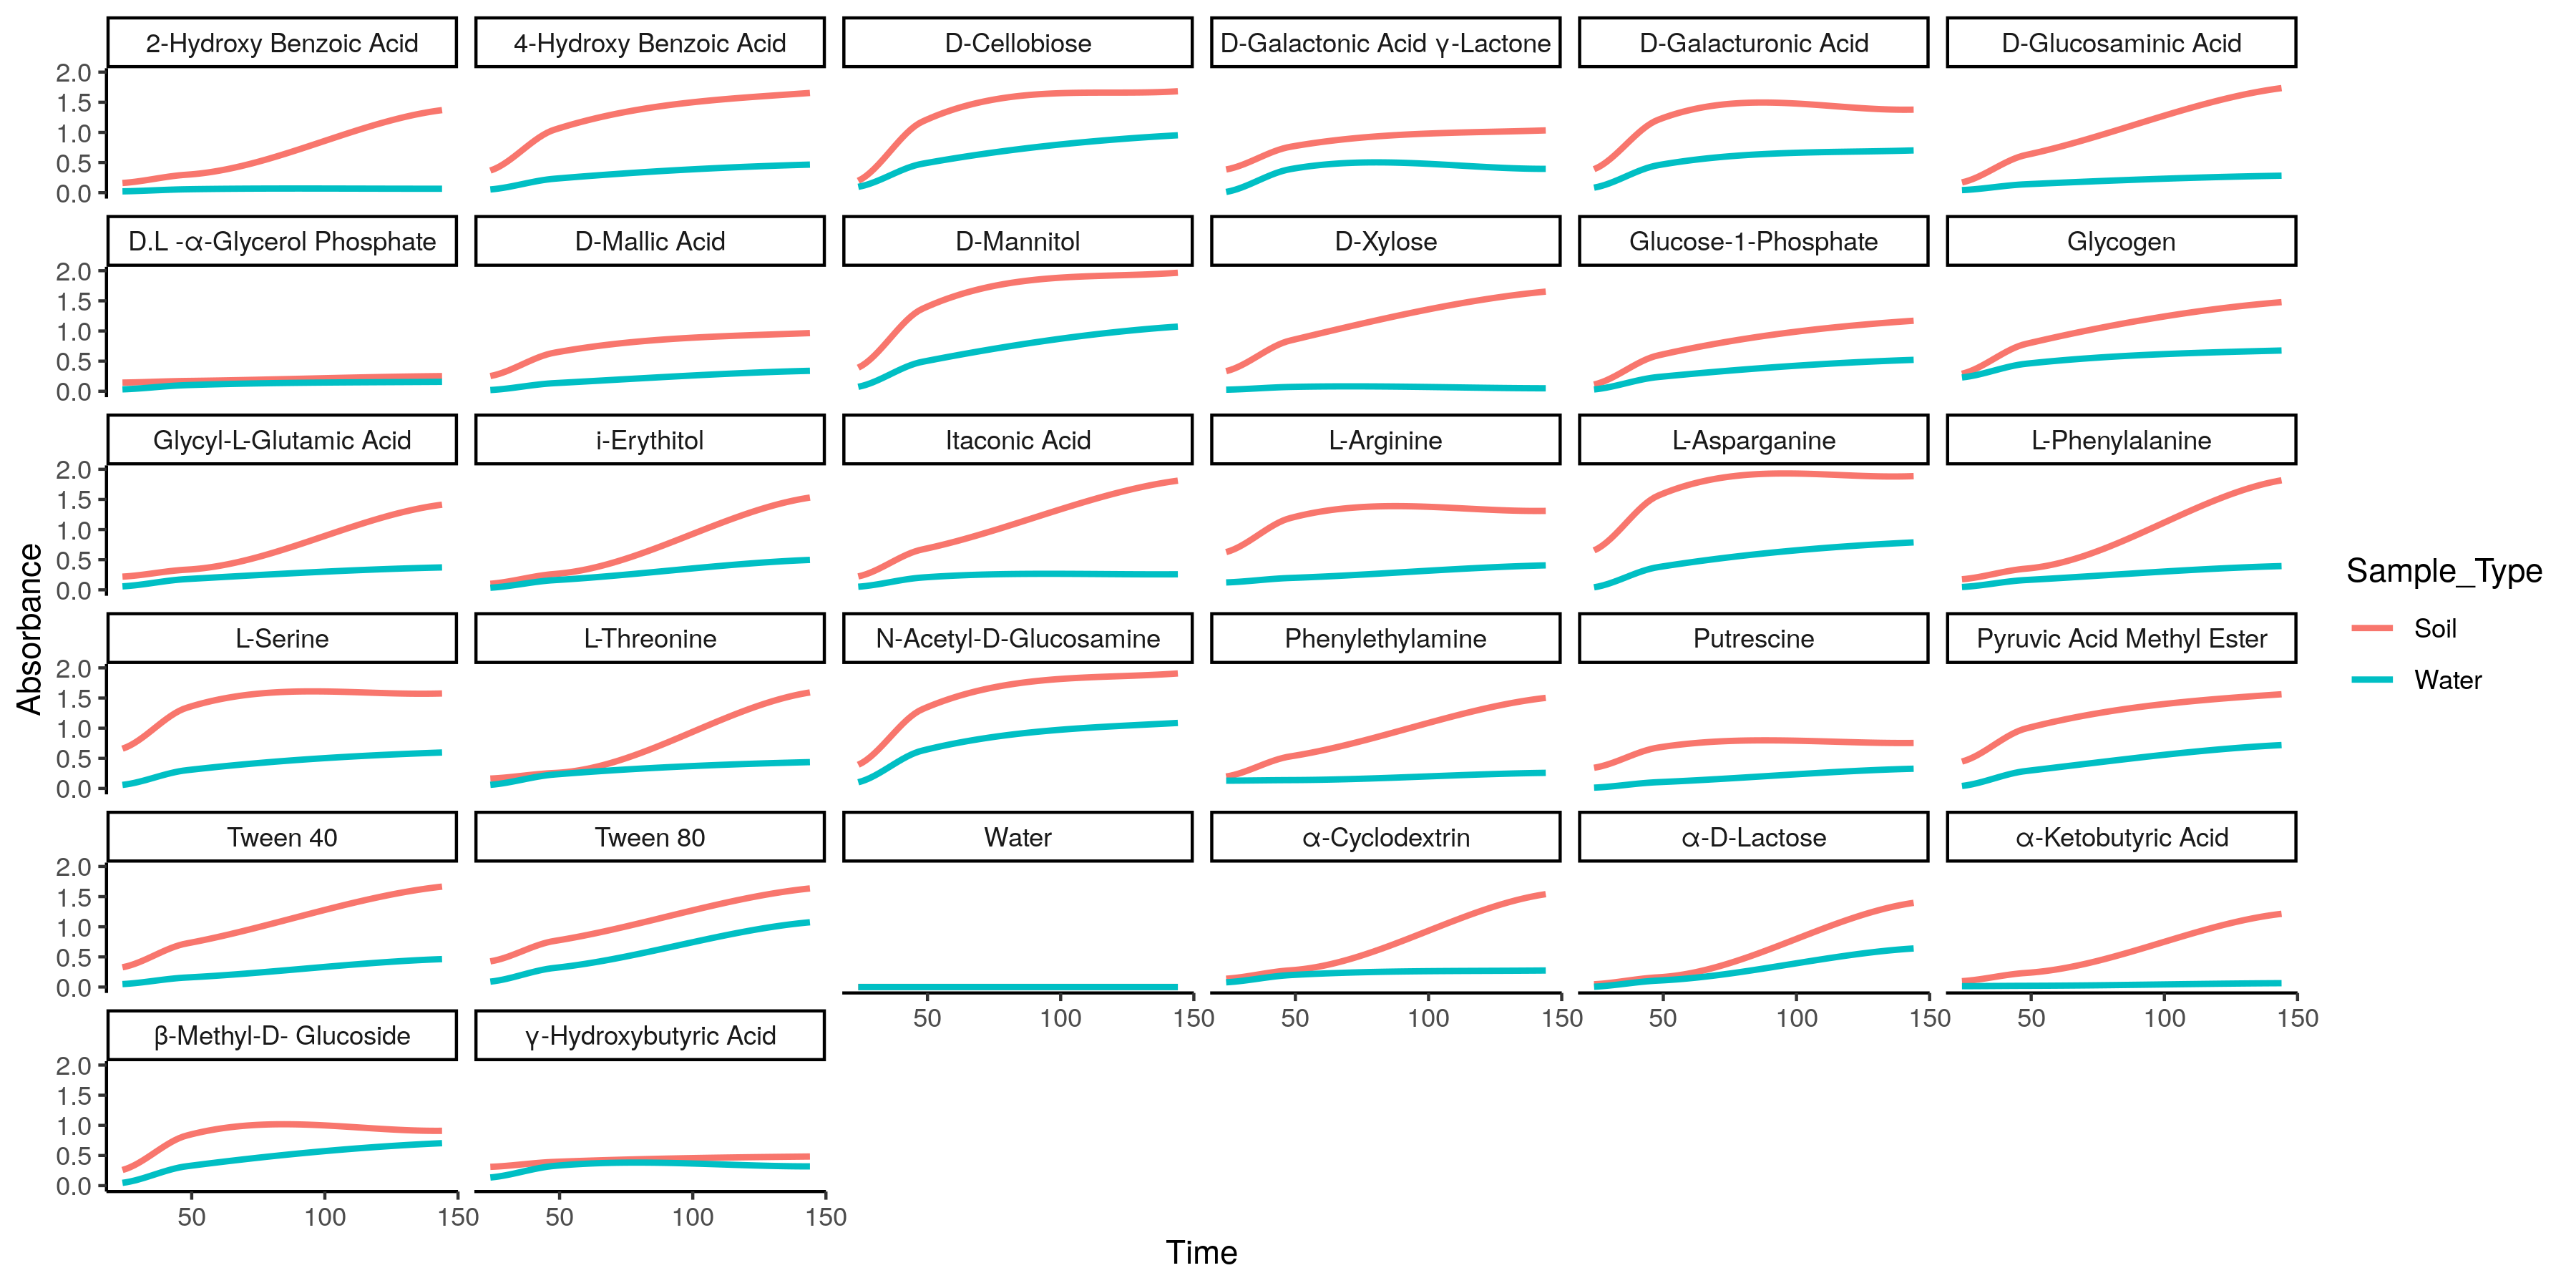 2-Hydroxy Benzoic Acid 4-Hydroxy Benzoic Acid D-Cellobiose D-Galactonic Acid γ-Lactone D-Galacturonic Acid D-Glucosaminic Acid
2.0
1.5
1.0
0.5
0.0
D.L -α-Glycerol Phosphate D-Mallic Acid D-Mannitol D-Xylose Glucose-1-Phosphate Glycogen
2.0
1.5
1.0
0.5
0.0
Glycyl-L-Glutamic Acid i-Erythitol Itaconic Acid L-Arginine L-Asparganine L-Phenylalanine
2.0
1.5
1.0
0.5
0.0
Absorbance
Sample_Type
Soil
Water
L-Serine L-Threonine N-Acetyl-D-Glucosamine Phenylethylamine Putrescine Pyruvic Acid Methyl Ester
2.0
1.5
1.0
0.5
0.0
Tween 40 Tween 80 Water α-Cyclodextrin α-D-Lactose α-Ketobutyric Acid
2.0
1.5
1.0
0.5
0.0
50 100 150 50 100 150 50 100 150 50 100 150
β-Methyl-D- Glucoside γ-Hydroxybutyric Acid
2.0
1.5
1.0
0.5
0.0
50 100 150 50 100 150
Time